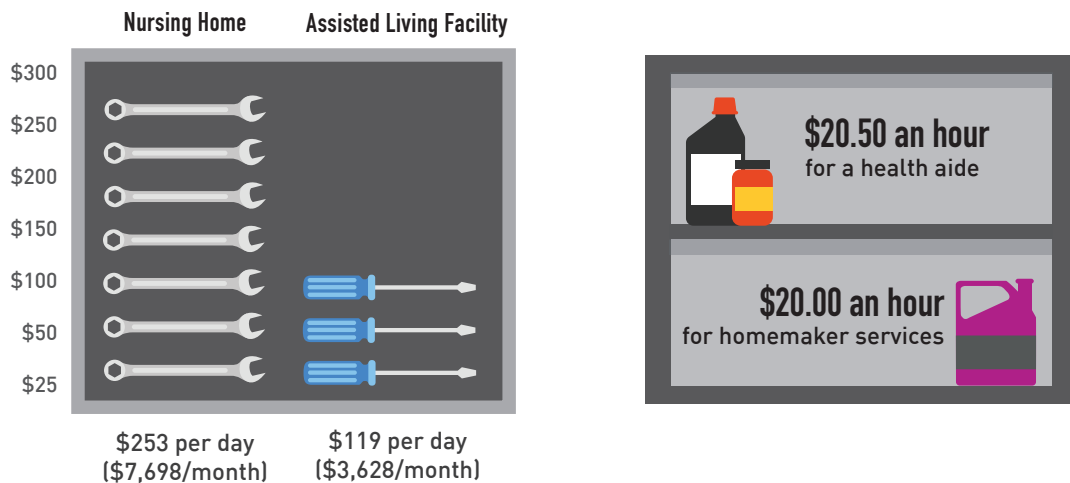 Nursing Home
Assisted Living Facility
$300
$250
$200
$150
$100
$50
$25
$253 per day
($7,698/month)
$119 per day
($3,628/month)
$20.50 an hour
for a health aide
$20.00 an hour
for homemaker services